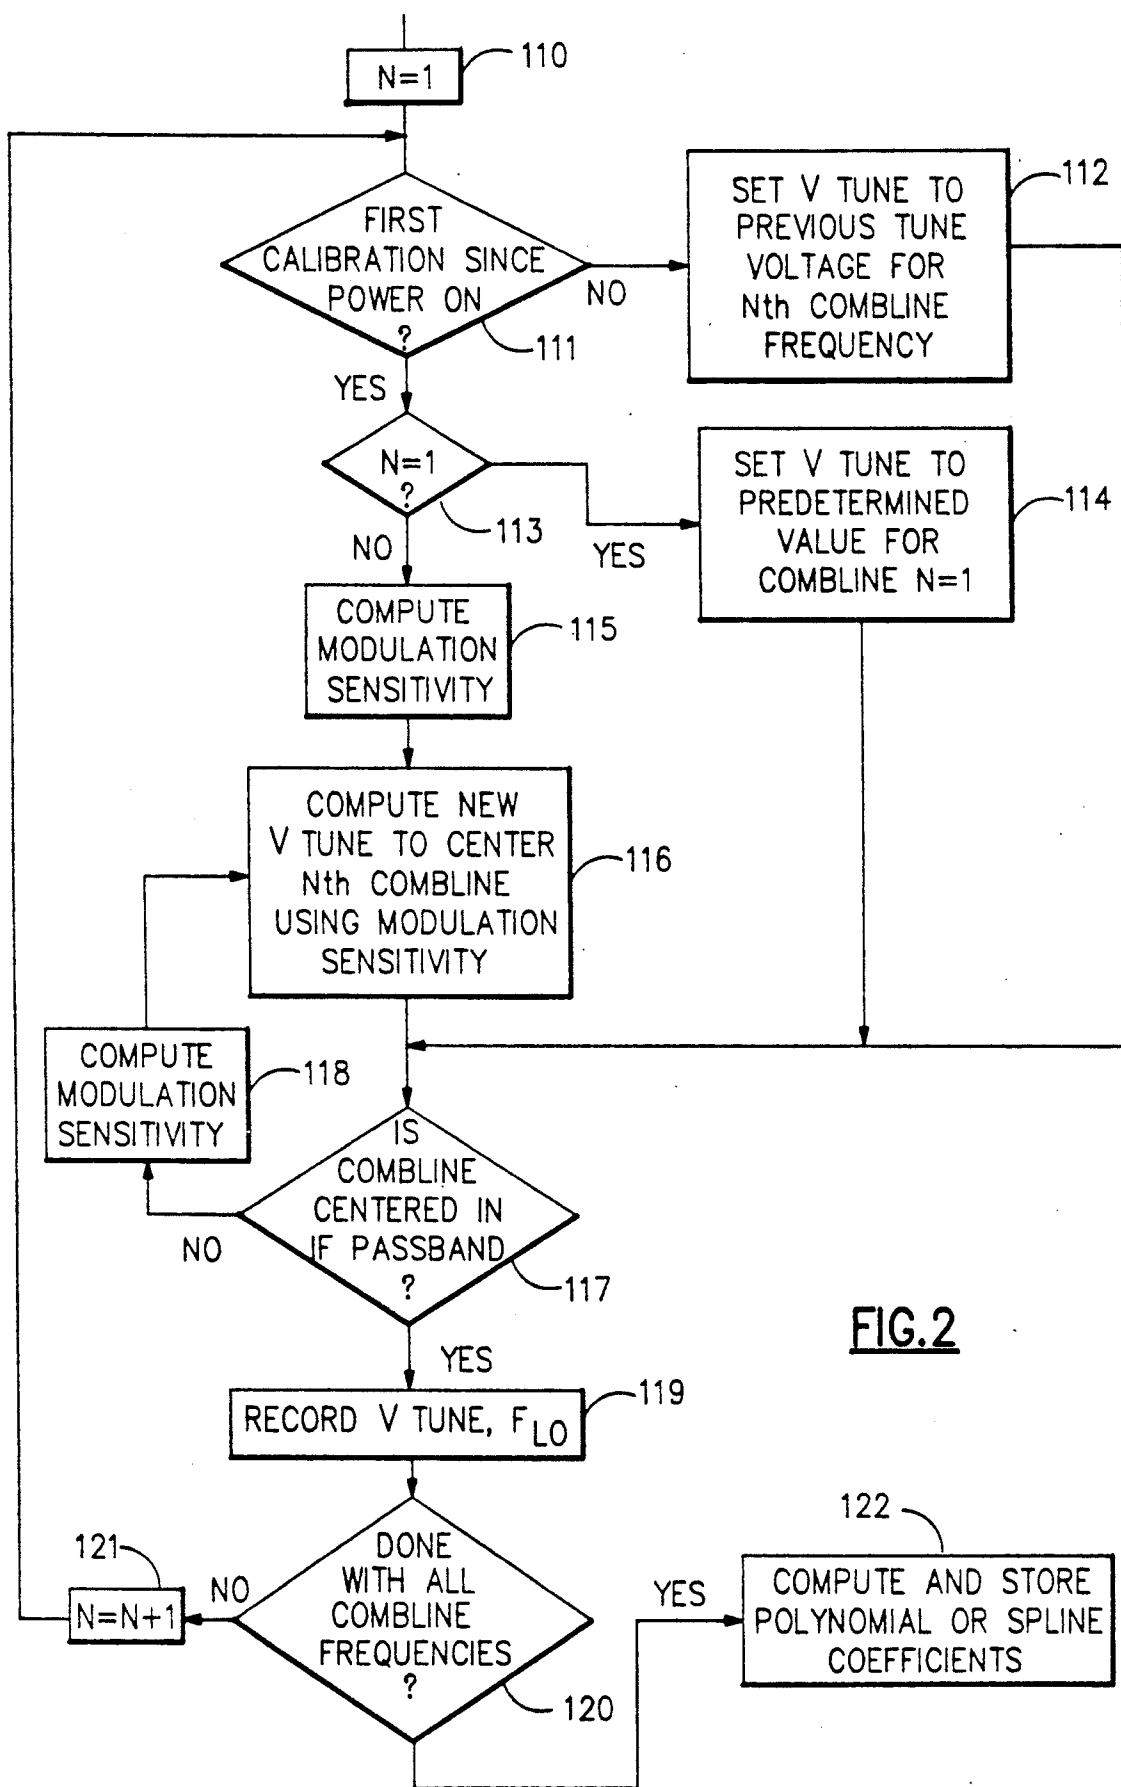 N=1
110
FIRST
CALIBRATION SINCE
POWER ON
?
111
NO
YES
SET V TUNE TO
PREVIOUS TUNE
VOLTAGE FOR
Nth COMBLINE
FREQUENCY
112
N=1
?
113
NO
YES
SET V TUNE TO
PREDETERMINED
VALUE FOR
COMBLINE N=1
114
COMPUTE
MODULATION
SENSITIVITY
115
COMPUTE NEW
V TUNE TO CENTER
Nth COMBLINE
USING MODULATION
SENSITIVITY
116
COMPUTE
MODULATION
SENSITIVITY
118
IS
COMBLINE
CENTERED IN
IF PASSBAND
?
117
NO
YES
FIG.2
RECORD V TUNE, F_LO
119
DONE
WITH ALL
COMBLINE
FREQUENCIES
?
120
NO
121
N=N+1
YES
122
COMPUTE AND STORE
POLYNOMIAL OR SPLINE
COEFFICIENTS